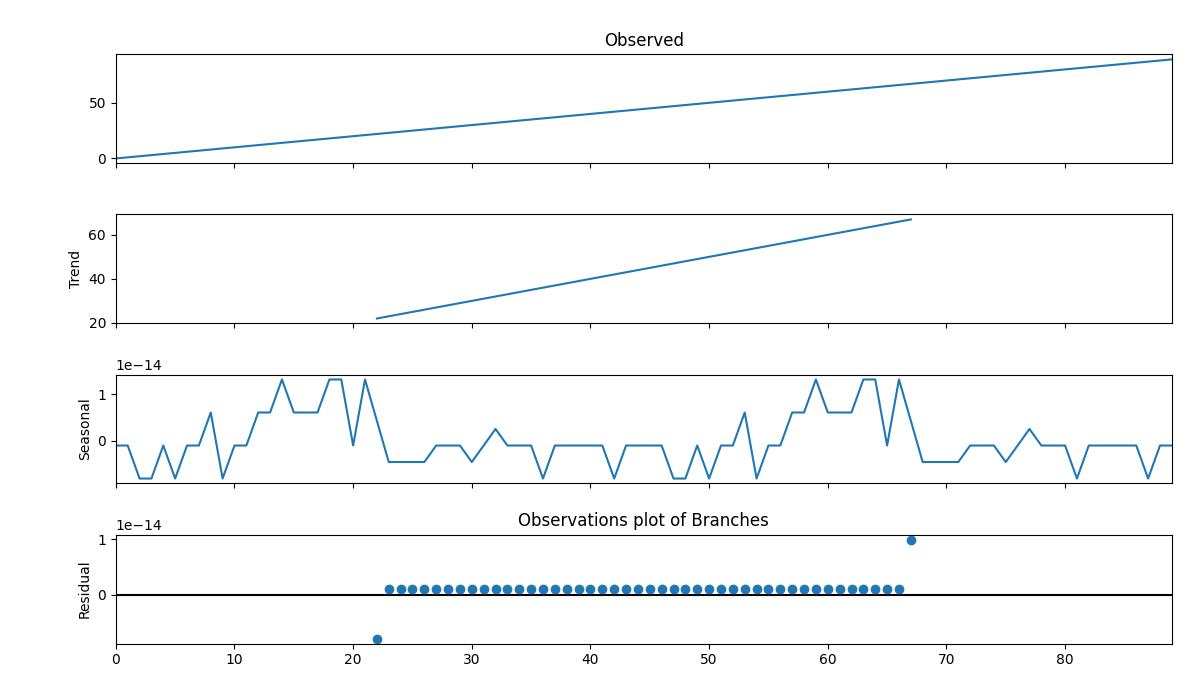 Observed
50
0
Trend
60
40
20
1e−14
Seasonal
1
0
Observations plot of Branches
1e−14
Residual
1
0
0 10 20 30 40 50 60 70 80